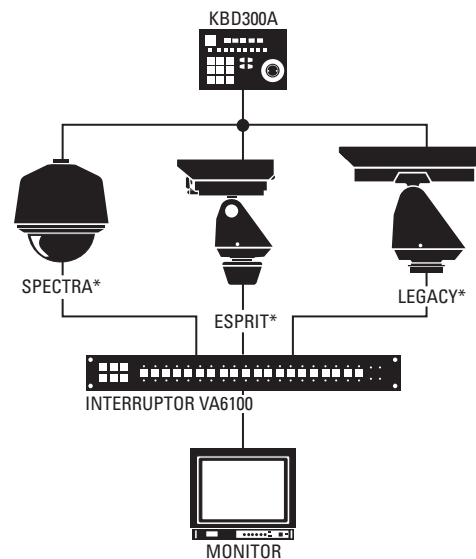 KBD300A
SPECTRA*
ESPRIT*
LEGACY*
INTERRUPTOR VA6100
MONITOR